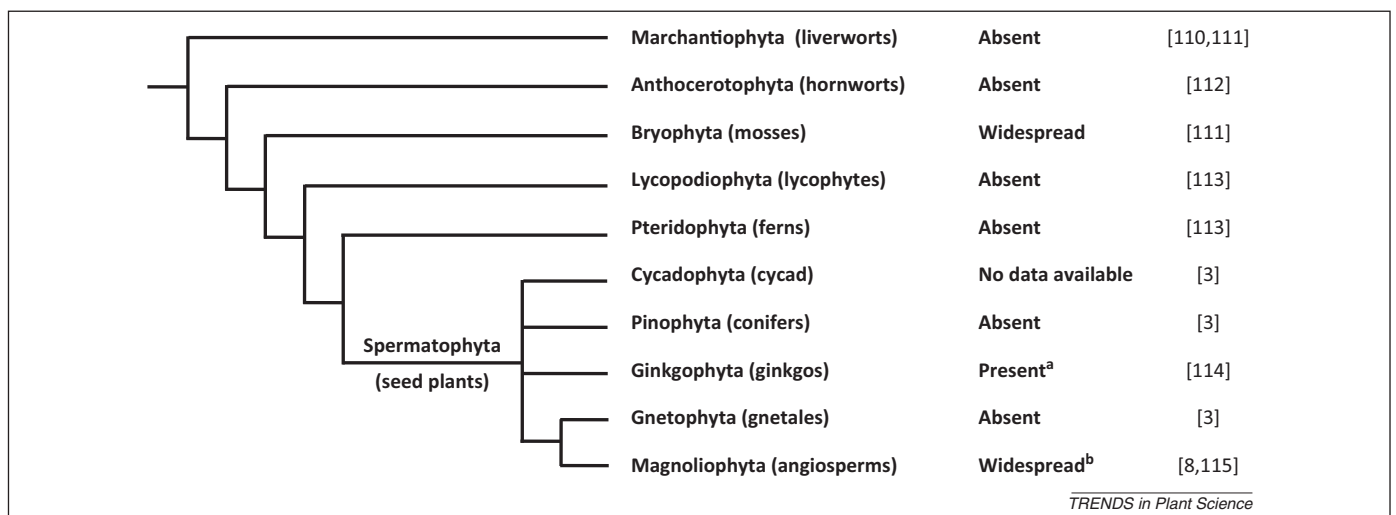 Marchantiophyta (liverworts) Absent [110,111]
Anthocerotophyta (hornworts) Absent [112]
Bryophyta (mosses) Widespread [111]
Lycopodiophyta (lycophytes) Absent [113]
Pteridophyta (ferns) Absent [113]
Cycadophyta (cycad) No data available [3]
Pinophyta (conifers) Absent [3]
Spermatophyta
(seed plants)
Ginkgophyta (ginkgos) Presentᵃ [114]
Gnetophyta (gnetales) Absent [3]
Magnoliophyta (angiosperms) Widespreadᵇ [8,115]
TRENDS in Plant Science